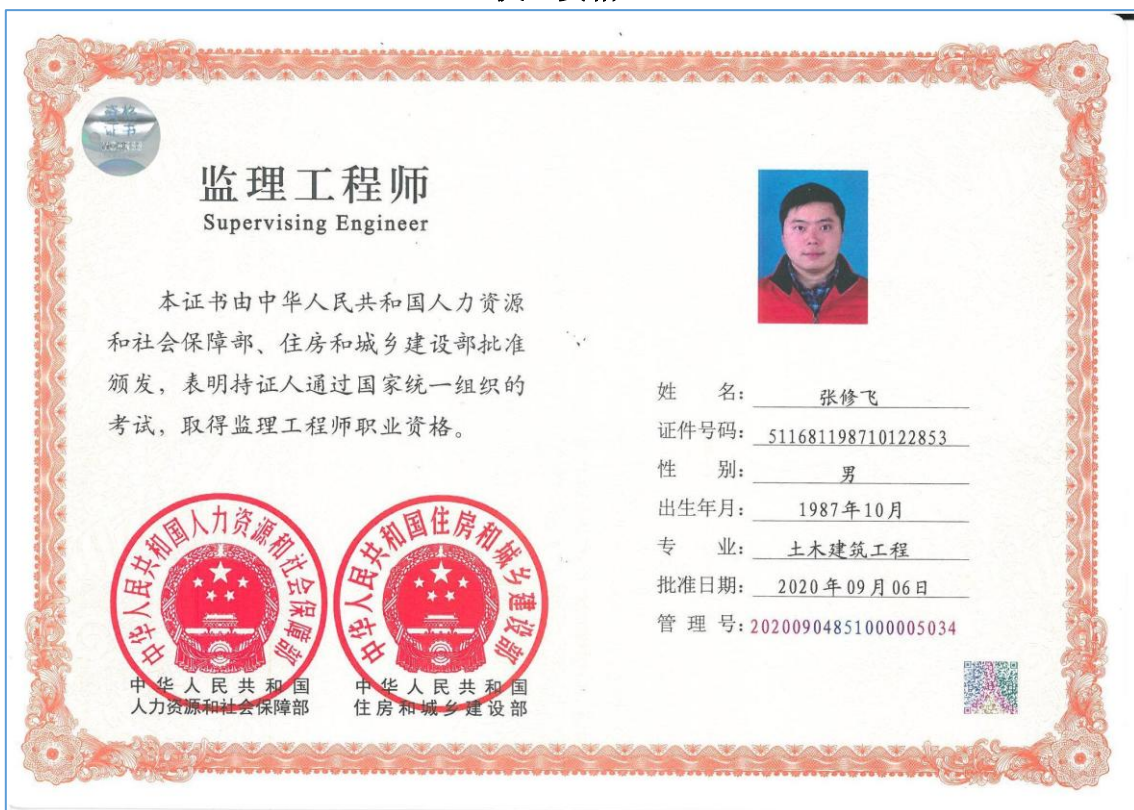 资格
证书
监理工程师
Supervising Engineer
本证书由中华人民共和国人力资源
和社会保障部、住房和城乡建设部批准
颁发，表明持证人通过国家统一组织的
考试，取得监理工程师职业资格。
中华人民共和国人力资源和社会保障部
中华人民共和国住房和城乡建设部
中华人民共和国
人力资源和社会保障部
中华人民共和国
住房和城乡建设部
姓 名：张修飞
证件号码：511681198710122853
性 别：男
出生年月：1987年10月
专 业：土木建筑工程
批准日期：2020年09月06日
管 理 号：20200904851000005034